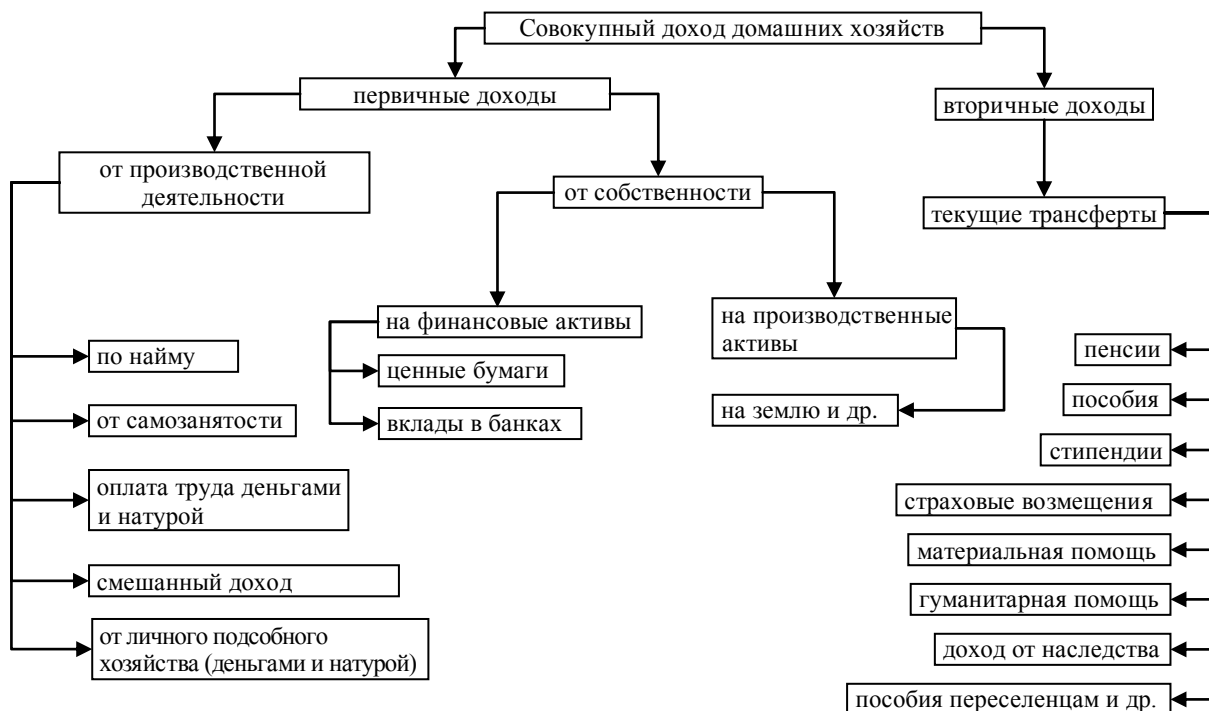 Совокупный доход домашних хозяйств
первичные доходы
вторичные доходы
от производственной
деятельности
от собственности
текущие трансферты
на финансовые активы
ценные бумаги
вклады в банках
на производственные
активы
на землю и др.
по найму
от самозанятости
оплата труда деньгами
и натурой
смешанный доход
от личного подсобного
хозяйства (деньгами и натурой)
пенсии
пособия
стипендии
страховые возмещения
материальная помощь
гуманитарная помощь
доход от наследства
пособия переселенцам и др.